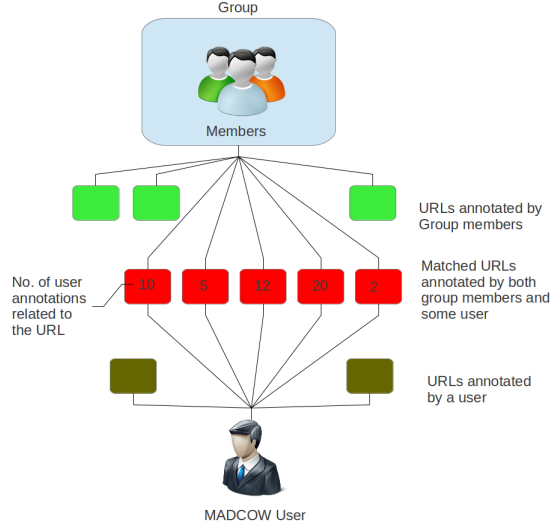 Group
Members
URLs annotated by
Group members
No. of user
annotations
related to
the URL
10
5
12
20
2
Matched URLs
annotated by both
group members and
some user
URLs annotated
by a user
MADCOW User